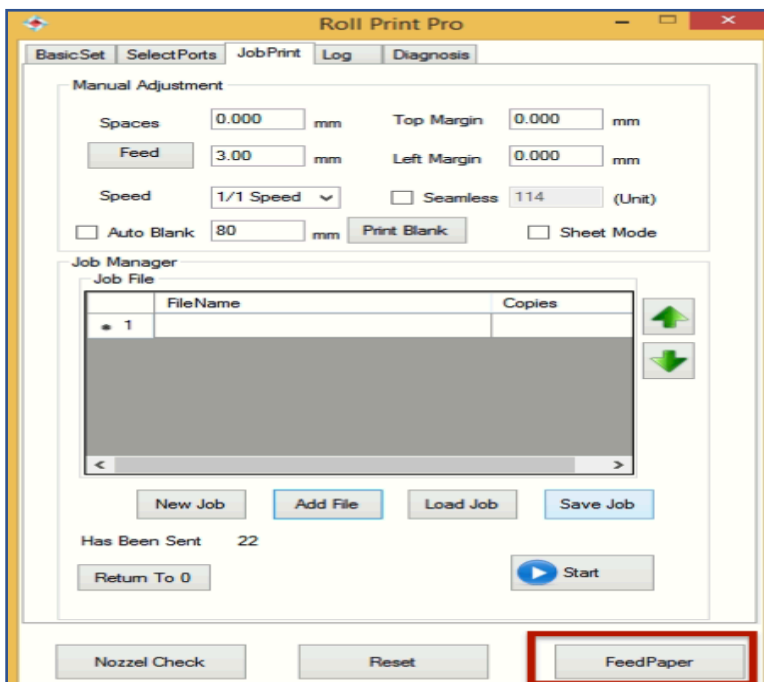 Roll Print Pro
BasicSet SelectPorts JobPrint Log Diagnosis
Manual Adjustment
Spaces 0.000 mm Top Margin 0.000 mm
Feed 3.00 mm Left Margin 0.000 mm
Speed 1/1 Speed Seamless 114 (Unit)
Auto Blank 80 mm Print Blank Sheet Mode
Job Manager
Job File
FileName Copies
1
New Job Add File Load Job Save Job
Has Been Sent 22
Return To 0 Start
Nozzel Check Reset FeedPaper